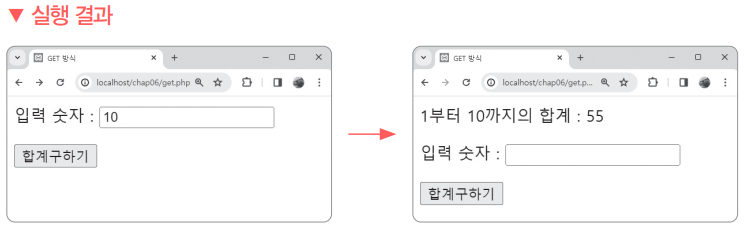 ▼ 실행 결과
GET 방식
localhost/chap06/get.php
입력 숫자 : 10
합계구하기
GET 방식
localhost/chap06/get.p...
1부터 10까지의 합계 : 55
입력 숫자 :
합계구하기